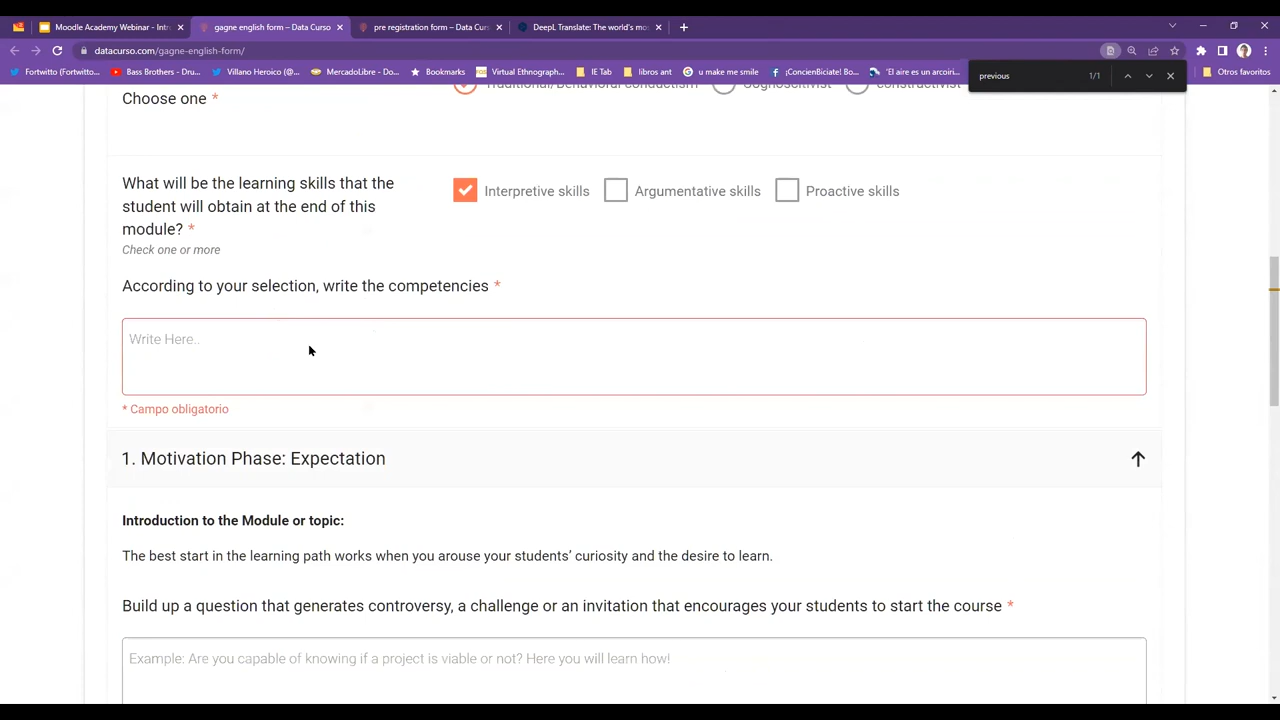 Moodle Academy Webinar - Intr
gagne english form – Data Curso
pre registration form – Data Cur
DeepL Translate: The world's mo
datacurso.com/gagne-english-form/
Fortwitto (Fortwitto...
Bass Brothers - Dru...
Villano Heroico (@...
MercadoLibre - Do...
Bookmarks
Virtual Ethnograph...
IE Tab
libros ant
u make me smile
¡ConcienBiciate! Bo...
'El aire es un arcoiri...
Otros favoritos
previous
1/1
Choose one *
Traditional/Behavioral conductism
Cognoscitivist
constructivist
What will be the learning skills that the
student will obtain at the end of this
module? *
Check one or more
Interpretive skills
Argumentative skills
Proactive skills
According to your selection, write the competencies *
Write Here..
* Campo obligatorio
1. Motivation Phase: Expectation
Introduction to the Module or topic:
The best start in the learning path works when you arouse your students’ curiosity and the desire to learn.
Build up a question that generates controversy, a challenge or an invitation that encourages your students to start the course *
Example: Are you capable of knowing if a project is viable or not? Here you will learn how!